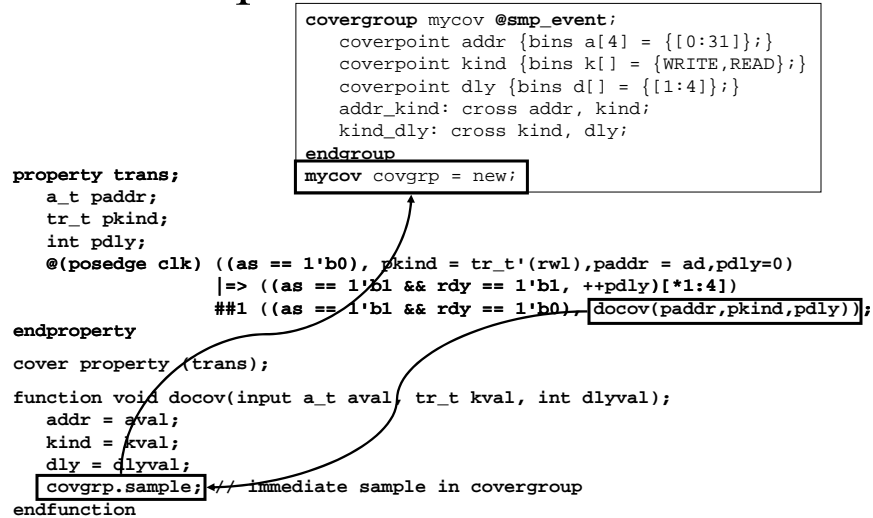 covergroup mycov @smp_event;
coverpoint addr {bins a[4] = {[0:31]};}
coverpoint kind {bins k[] = {WRITE,READ};}
coverpoint dly {bins d[] = {[1:4]};}
addr_kind: cross addr, kind;
kind_dly: cross kind, dly;
endgroup
mycov covgrp = new;
property trans;
a_t paddr;
tr_t pkind;
int pdly;
@(posedge clk) ((as == 1'b0), pkind = tr_t'(rwl),paddr = ad,pdly=0)
|=> ((as == 1'b1 && rdy == 1'b1, ++pdly)[*1:4])
##1 ((as == 1'b1 && rdy == 1'b0), docov(paddr,pkind,pdly));
endproperty
cover property (trans);
function void docov(input a_t aval, tr_t kval, int dlyval);
addr = aval;
kind = kval;
dly = dlyval;
covgrp.sample; // immediate sample in covergroup
endfunction